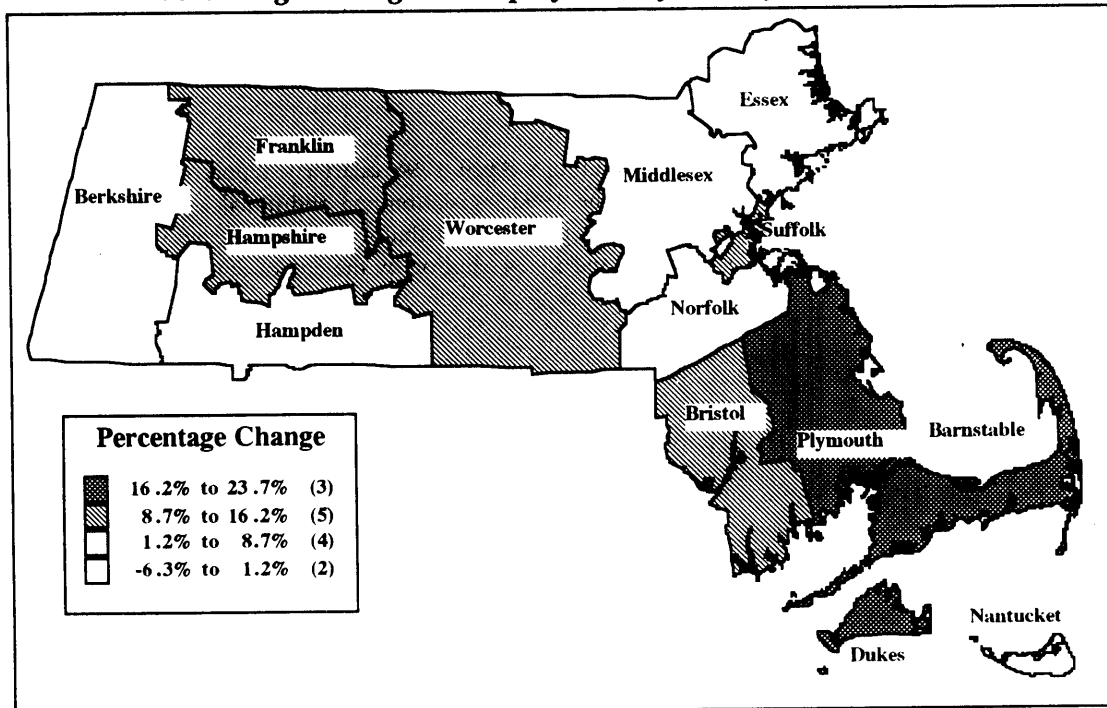 Essex
Franklin
Middlesex
Berkshire
Hampshire
Worcester
Suffolk
Norfolk
Hampden
Bristol
Plymouth
Barnstable
Percentage Change
16.2% to 23.7% (3)
8.7% to 16.2% (5)
1.2% to 8.7% (4)
-6.3% to 1.2% (2)
Nantucket
Dukes